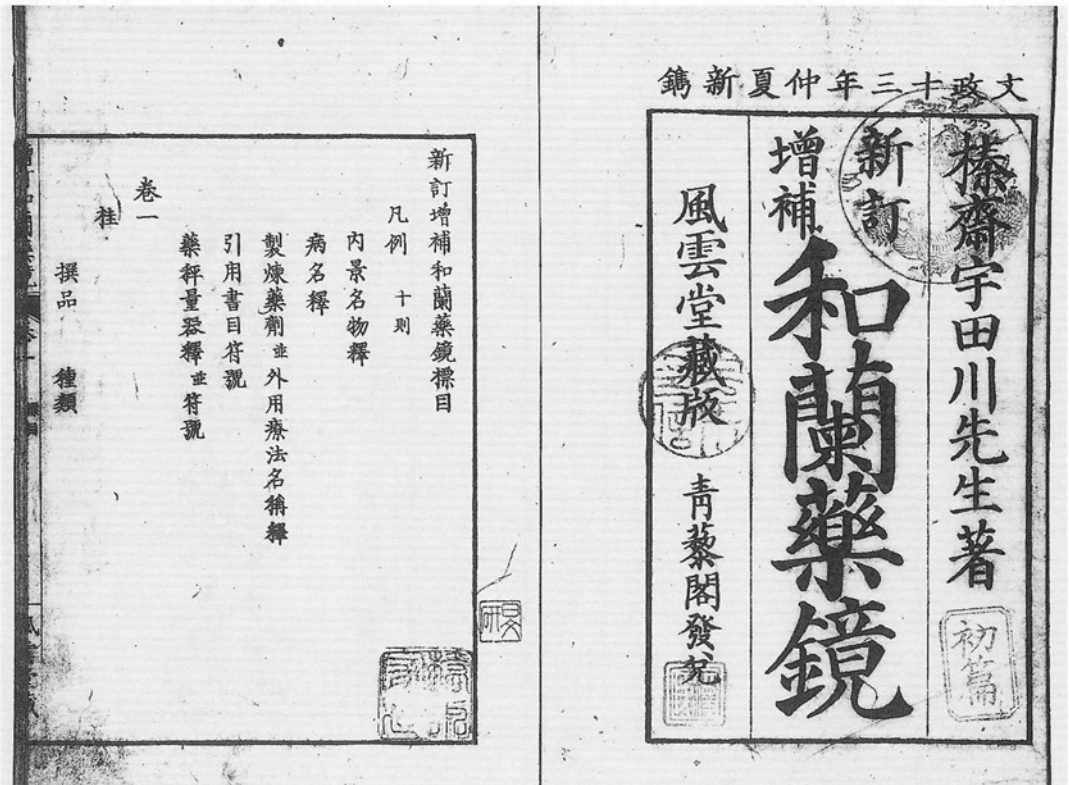 文政十三年仲夏新鐫
榛齋宇田川先生著
初篇
新訂
增補
和蘭藥鏡
風雲堂藏版
青藜閣發兌
新訂增補和蘭藥鏡標目
凡例 十則
內景名物釋
病名釋
製煉藥劑並外用療法名稱釋
引用書目符號
藥秤量器釋並符號
卷一
桂
撰品 種類